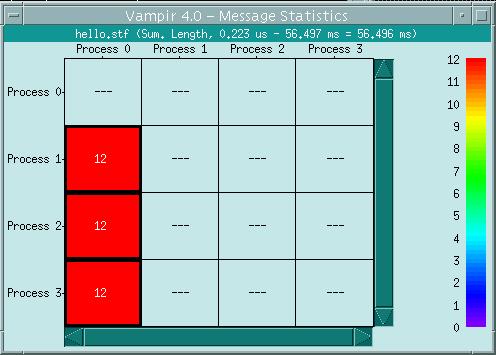 Vampir 4.0 – Message Statistics
hello.stf (Sum. Length, 0.223 us - 56.497 ms = 56.496 ms)
Process 0 Process 1 Process 2 Process 3
Process 0 --- --- --- ---
Process 1 12 --- --- ---
Process 2 12 --- --- ---
Process 3 12 --- --- ---
12
11
10
9
8
7
6
5
4
3
2
1
0